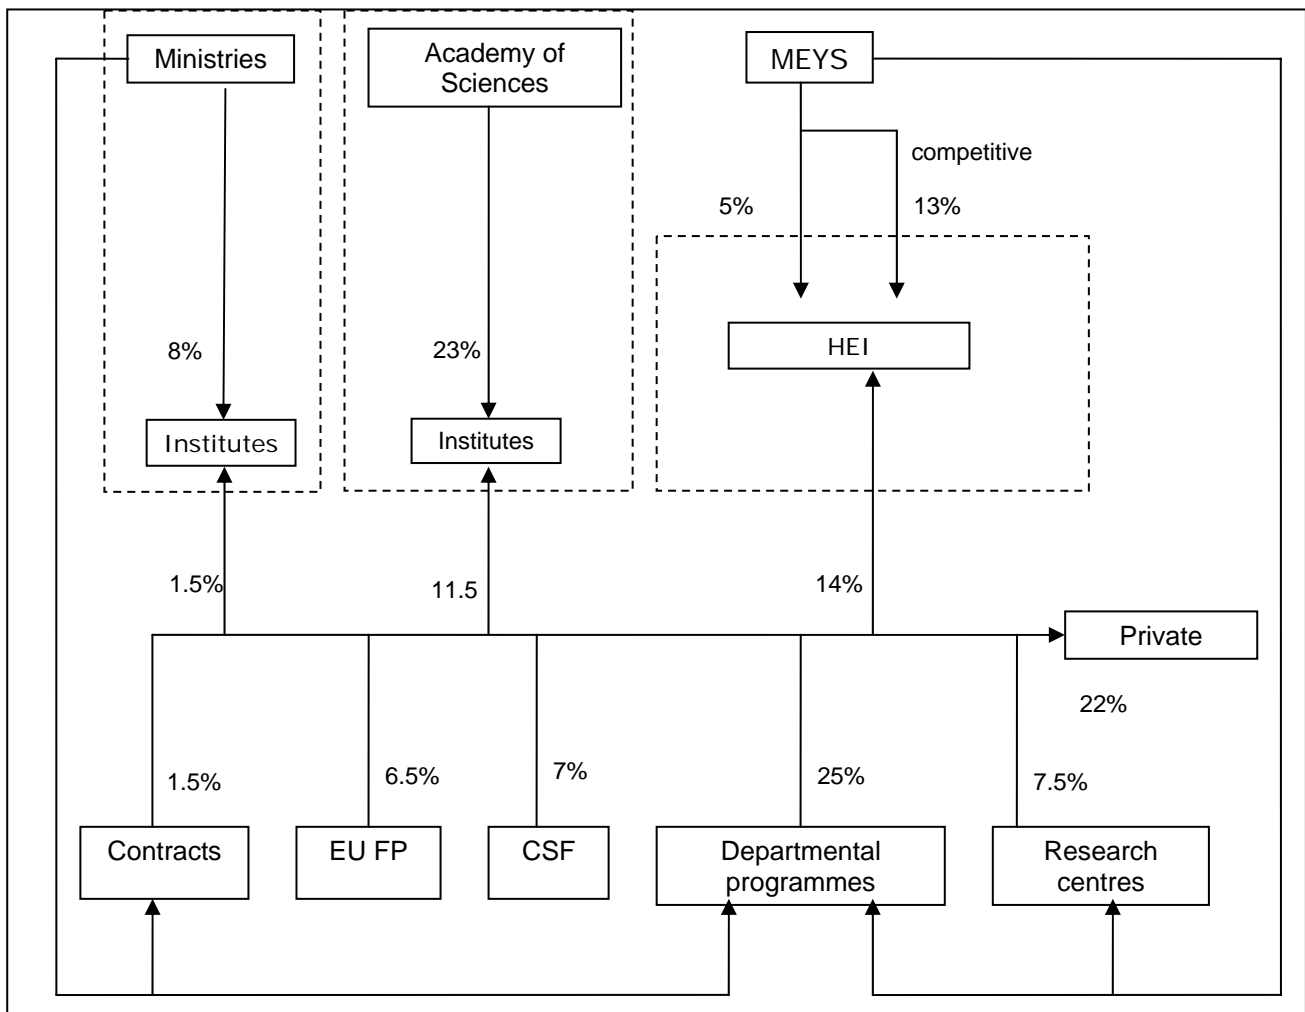 Ministries
Academy of
Sciences
MEYS
competitive
5%
13%
8%
23%
HEI
Institutes
Institutes
1.5%
11.5
14%
Private
22%
1.5%
6.5%
7%
25%
7.5%
Contracts
EU FP
CSF
Departmental
programmes
Research
centres